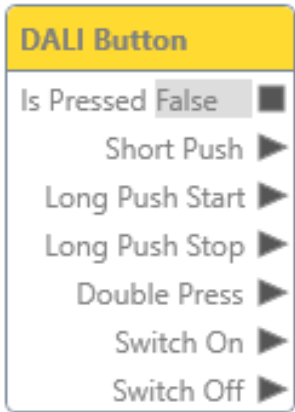 DALI Button
Is Pressed False
Short Push
Long Push Start
Long Push Stop
Double Press
Switch On
Switch Off